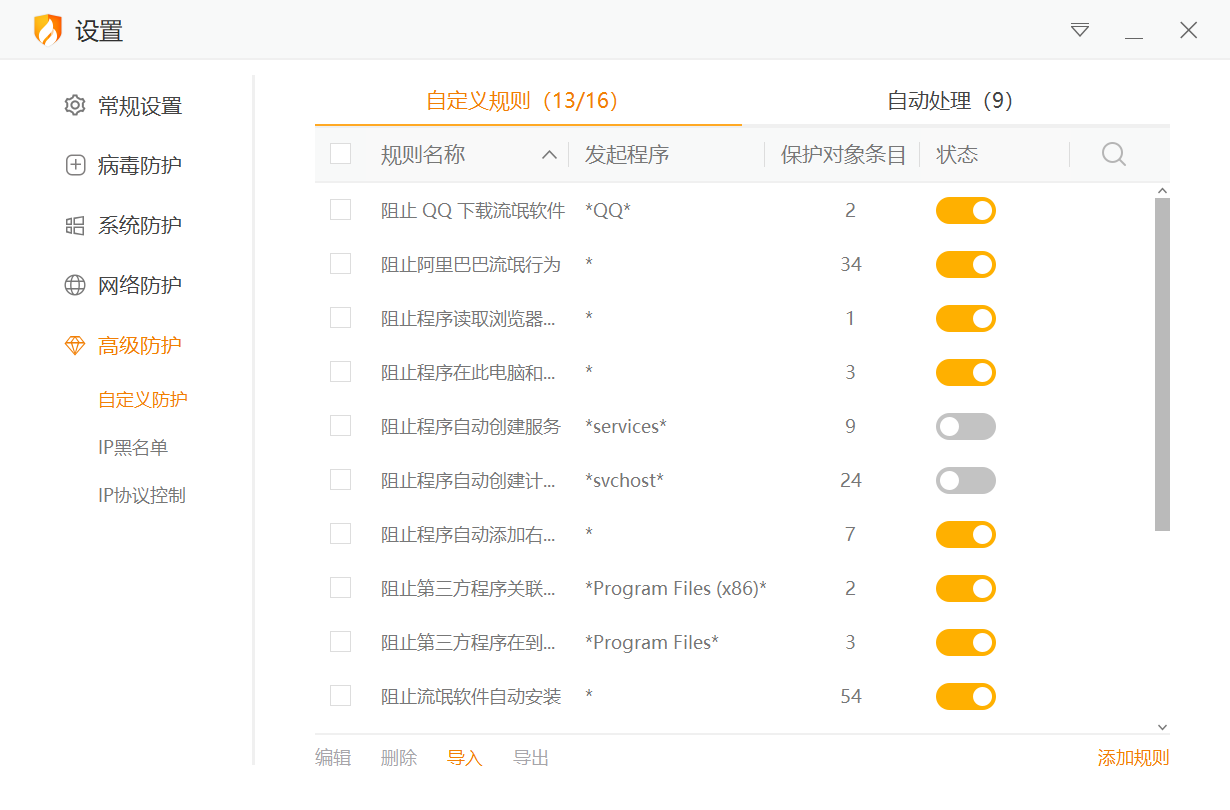 设置
常规设置
病毒防护
系统防护
网络防护
高级防护
自定义防护
IP黑名单
IP协议控制
自定义规则（13/16） 自动处理（9）
规则名称 发起程序 保护对象条目 状态
阻止 QQ 下载流氓软件 *QQ* 2
阻止阿里巴巴流氓行为 * 34
阻止程序读取浏览器... * 1
阻止程序在此电脑和... * 3
阻止程序自动创建服务 *services* 9
阻止程序自动创建计... *svchost* 24
阻止程序自动添加右... * 7
阻止第三方程序关联... *Program Files (x86)* 2
阻止第三方程序在到... *Program Files* 3
阻止流氓软件自动安装 * 54
编辑 删除 导入 导出 添加规则